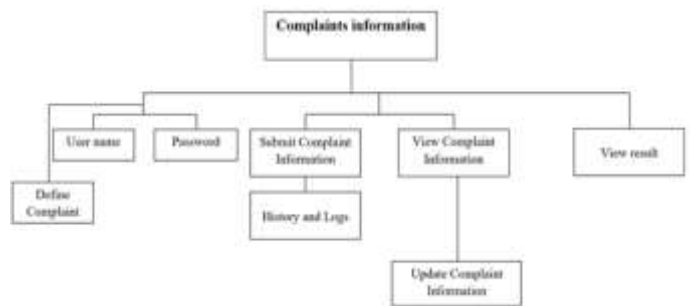 Complaints information
User name
Password
Submit Complaint
Information
View Complaint
Information
View result
Define
Complaint
History and Logs
Update Complaint
Information